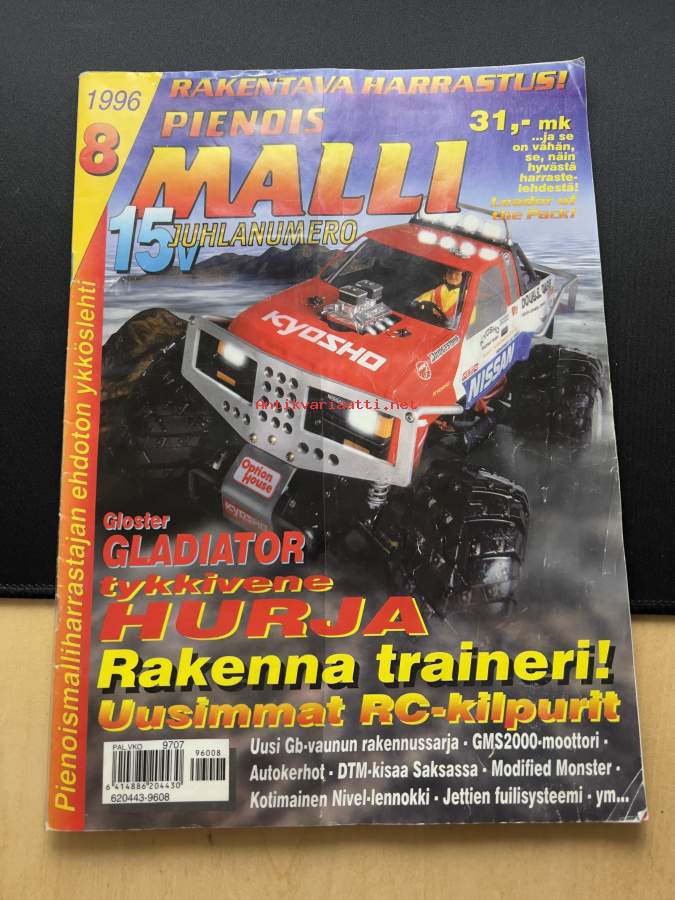 RAKENTAVA HARRASTUS!
1996
8
PIENOIS
MALLI
15v JUHLANUMERO
31,- mk
...ja se
on vähän,
se, näin
hyvästä
harraste-
lehdestä!
Leader of
the Pack!
Pienoismalliharrastajan ehdoton ykköslehti
KYOSHO
DOUBLE DARE
NISSAN
Antikvariaatti.net
Option
House
KYOSHO
Gloster
GLADIATOR
tykkivene
HURJA
Rakenna traineri!
Uusimmat RC-kilpurit
Uusi Gb-vaunun rakennussarja - GMS2000-moottori -
Autokerhot - DTM-kisaa Saksassa - Modified Monster -
Kotimainen Nivel-lennokki - Jettien fuilisysteemi - ym...
PAL.VKO 9707
96008
6 414886 204430
620443-9608